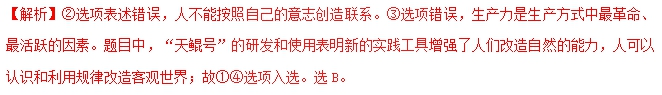 【解析】②选项表述错误，人不能按照自己的意志创造联系。③选项错误，生产力是生产方式中最革命、
最活跃的因素。题目中，“天鲲号”的研发和使用表明新的实践工具增强了人们改造自然的能力，人可以
认识和利用规律改造客观世界；故①④选项入选。选 B。